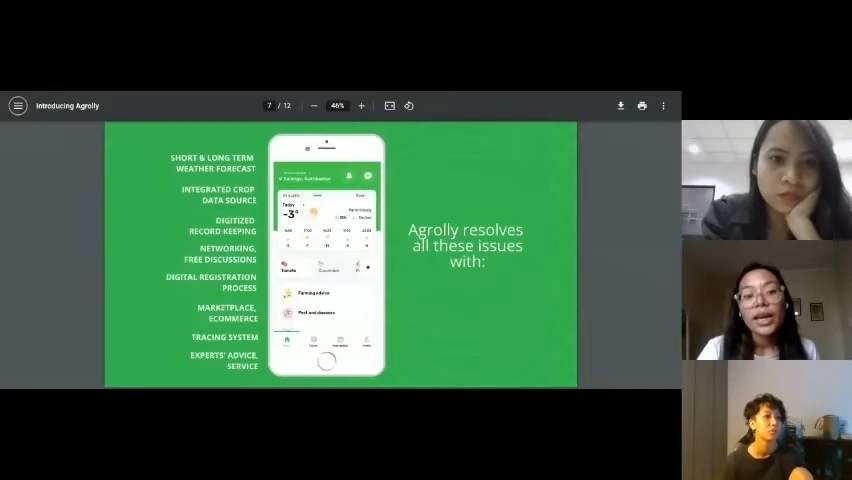 Introducing Agrolly
7 / 12
46%
SHORT & LONG TERM
WEATHER FORECAST
INTEGRATED CROP
DATA SOURCE
DIGITIZED
RECORD KEEPING
NETWORKING,
FREE DISCUSSIONS
DIGITAL REGISTRATION
PROCESS
MARKETPLACE,
ECOMMERCE
TRACING SYSTEM
EXPERTS' ADVICE,
SERVICE
Today
-3°
Tomato
Cucumber
Farming advice
Pest and diseases
Agrolly resolves
all these issues
with: